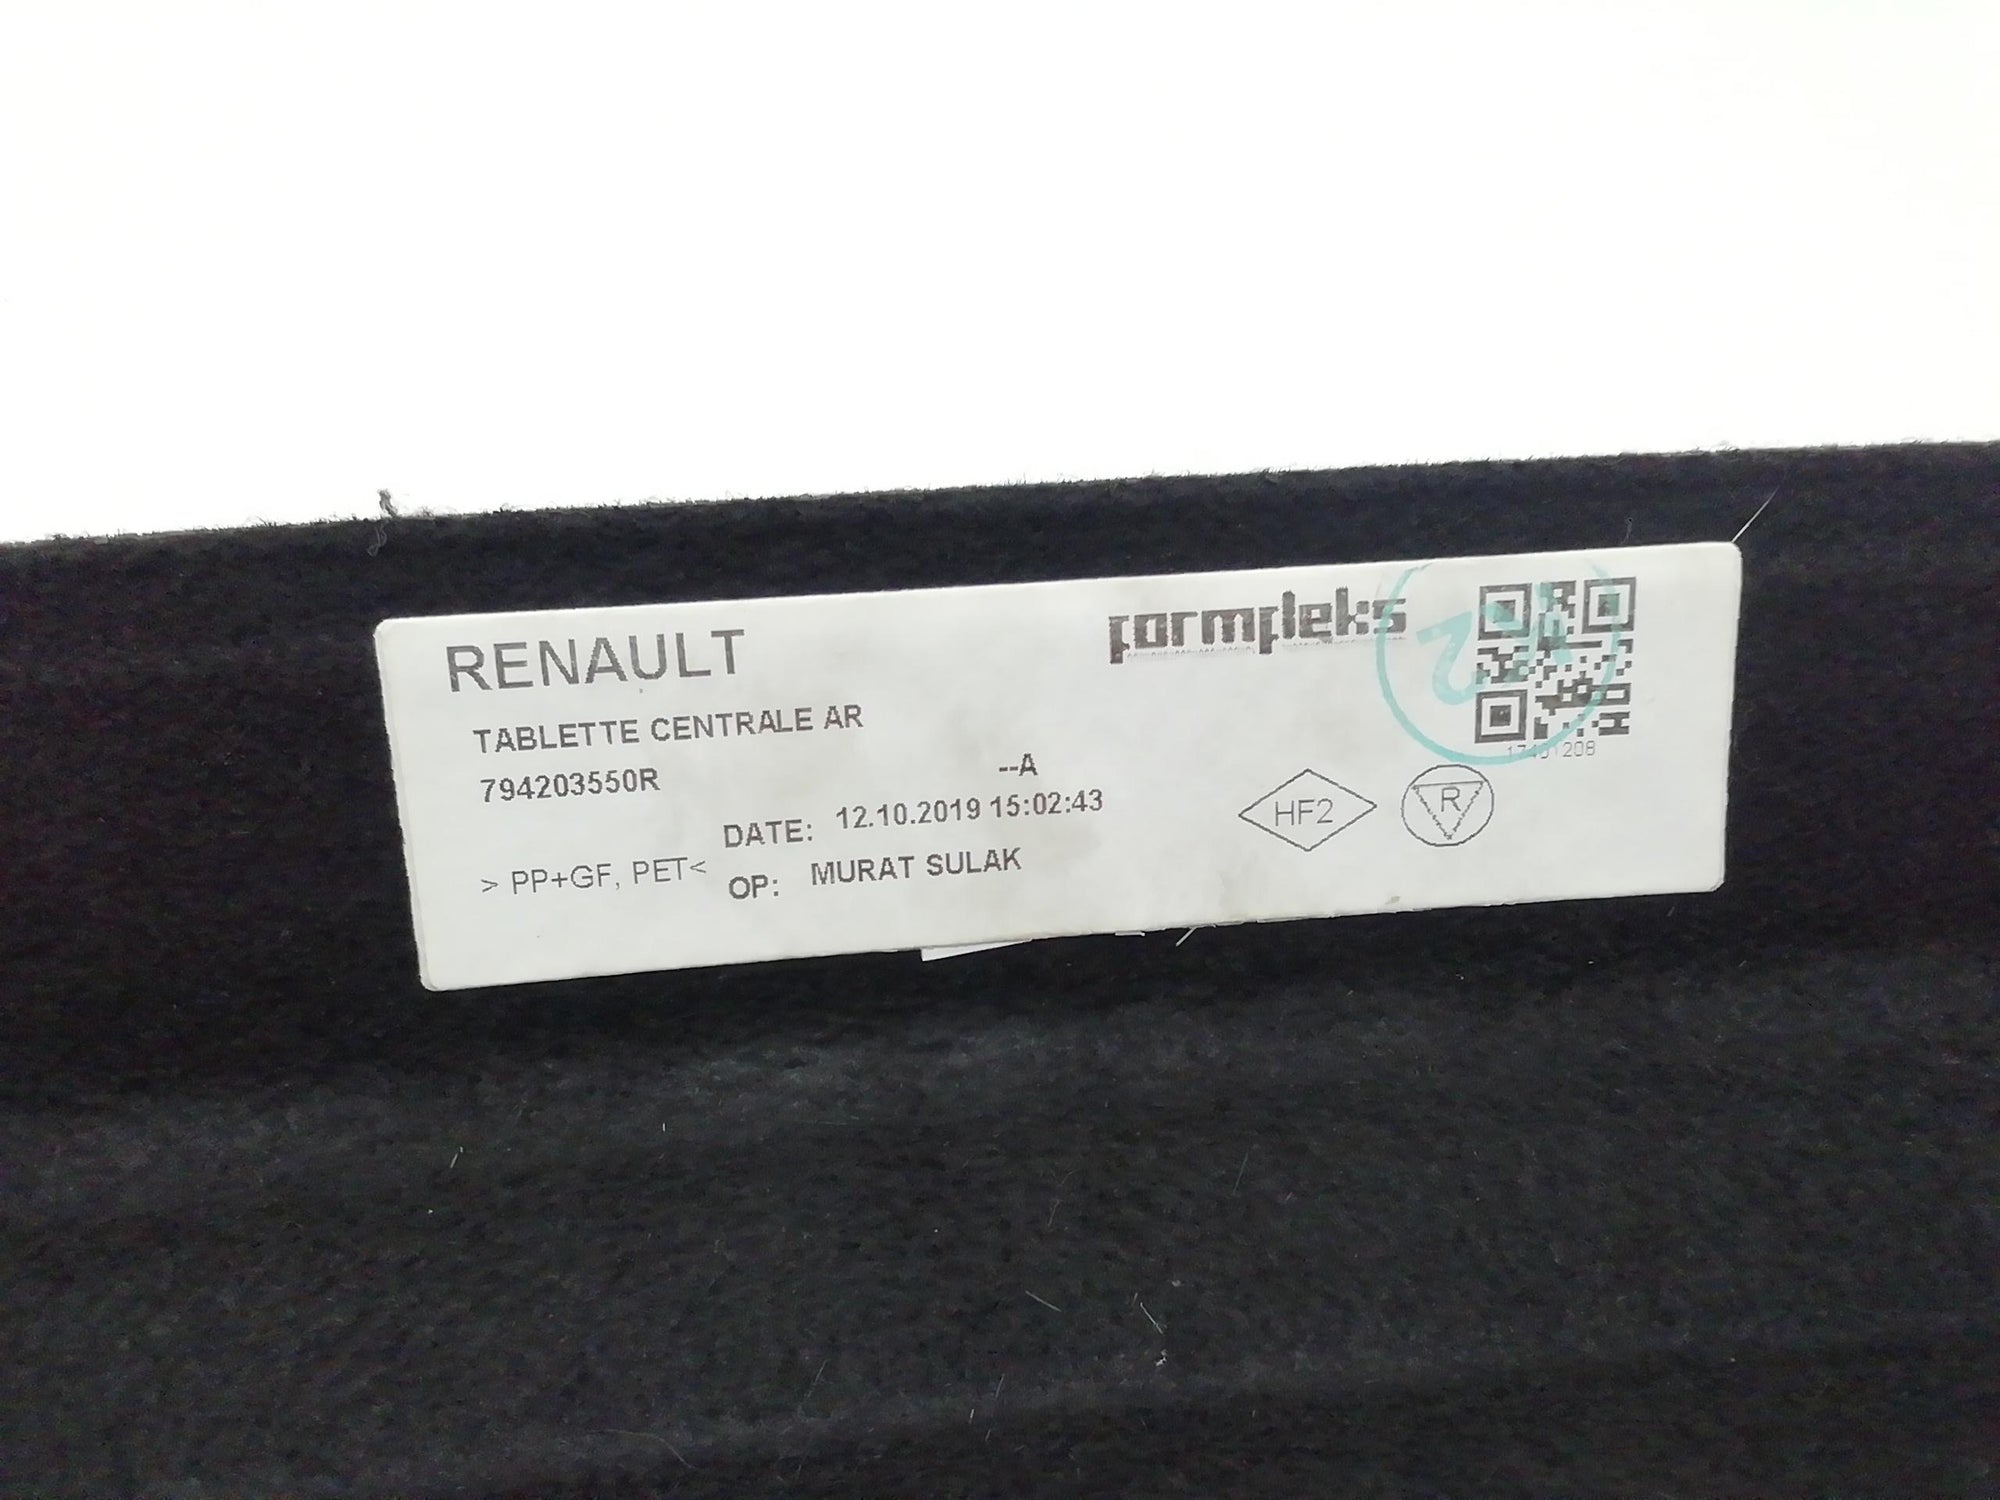 RENAULT
formfleks
TABLETTE CENTRALE AR
794203550R
--A
DATE: 12.10.2019 15:02:43
> PP+GF, PET<
OP: MURAT SULAK
HF2
R